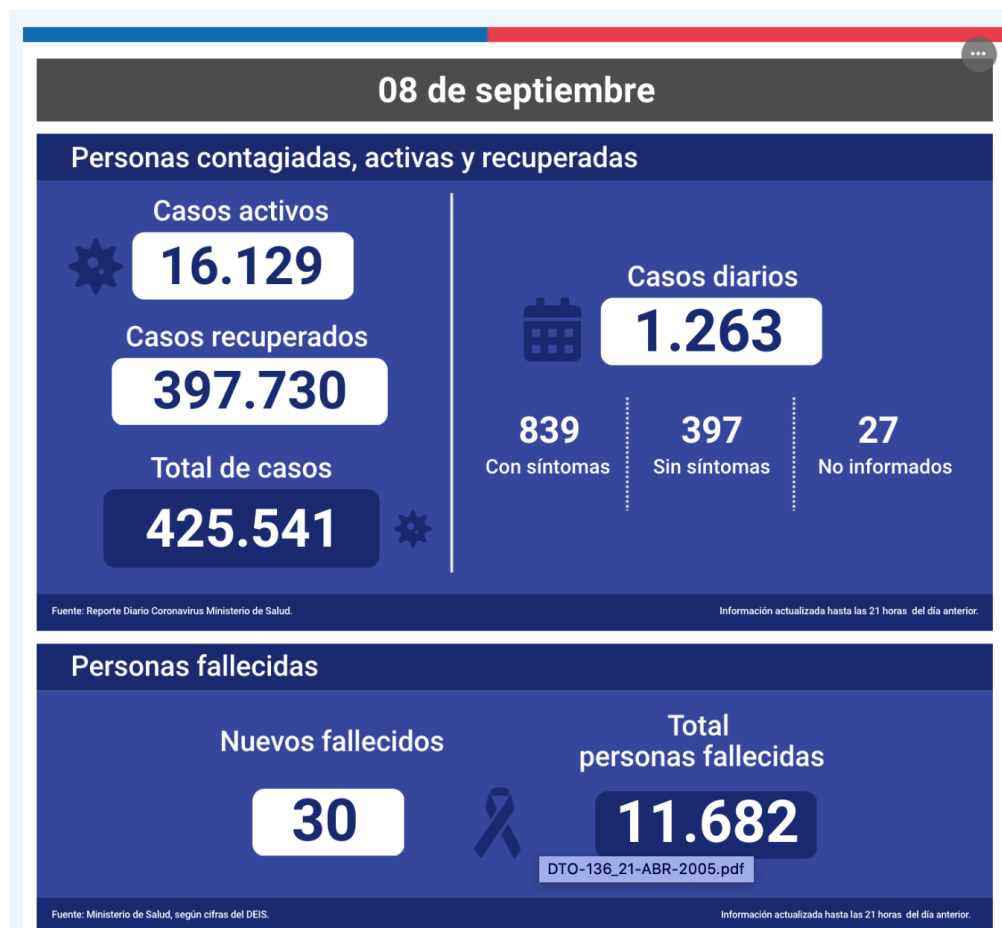 08 de septiembre
Personas contagiadas, activas y recuperadas
Casos activos
16.129
Casos recuperados
397.730
Total de casos
425.541
Casos diarios
1.263
839
Con síntomas
397
Sin síntomas
27
No informados
Fuente: Reporte Diario Coronavirus Ministerio de Salud.
Información actualizada hasta las 21 horas del día anterior.
Personas fallecidas
Nuevos fallecidos
30
Total
personas fallecidas
11.682
DTO-136_21-ABR-2005.pdf
Fuente: Ministerio de Salud, según cifras del DEIS.
Información actualizada hasta las 21 horas del día anterior.